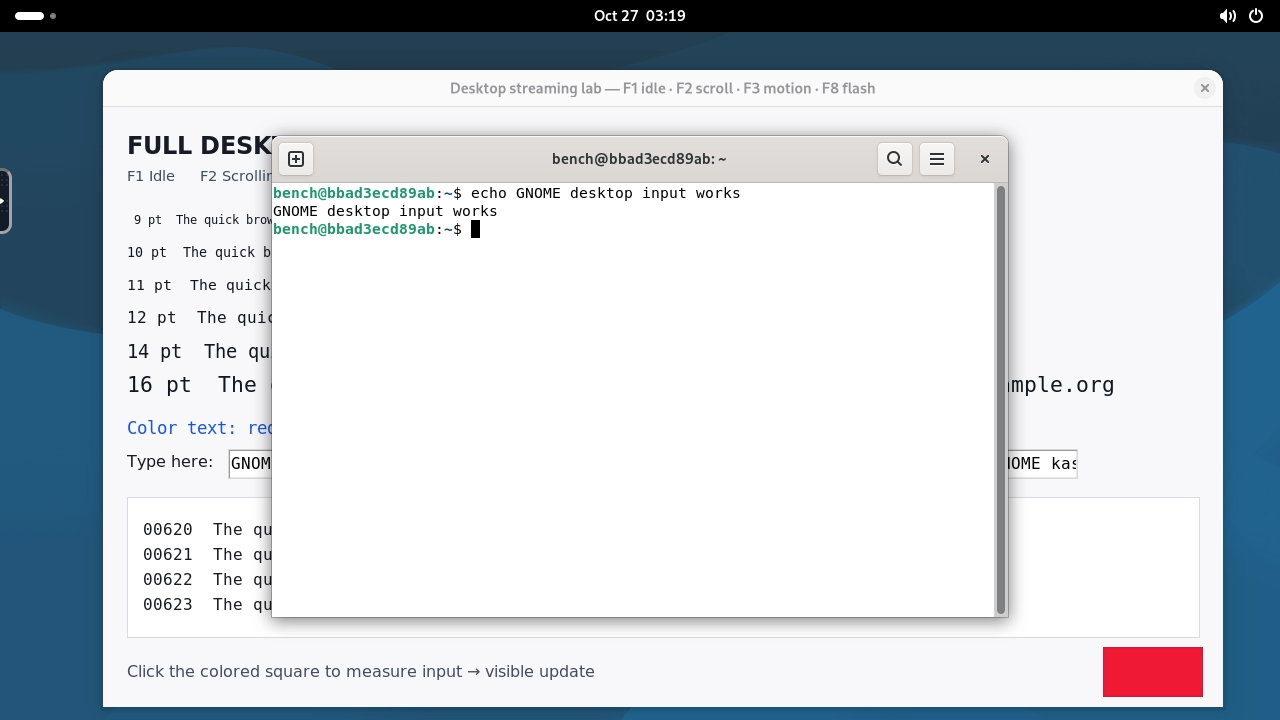 Oct 27 03:19
Desktop streaming lab — F1 idle · F2 scroll · F3 motion · F8 flash
FULL DESK
F1 Idle F2 Scrollin
9 pt The quick brow
10 pt The quick b
11 pt The quick
12 pt The quic
14 pt The qu
16 pt The
mple.org
Color text: red
Type here: GNOM
OME kas
00620 The qu
00621 The qu
00622 The qu
00623 The qu
Click the colored square to measure input → visible update
bench@bbad3ecd89ab: ~
bench@bbad3ecd89ab:~$ echo GNOME desktop input works
GNOME desktop input works
bench@bbad3ecd89ab:~$